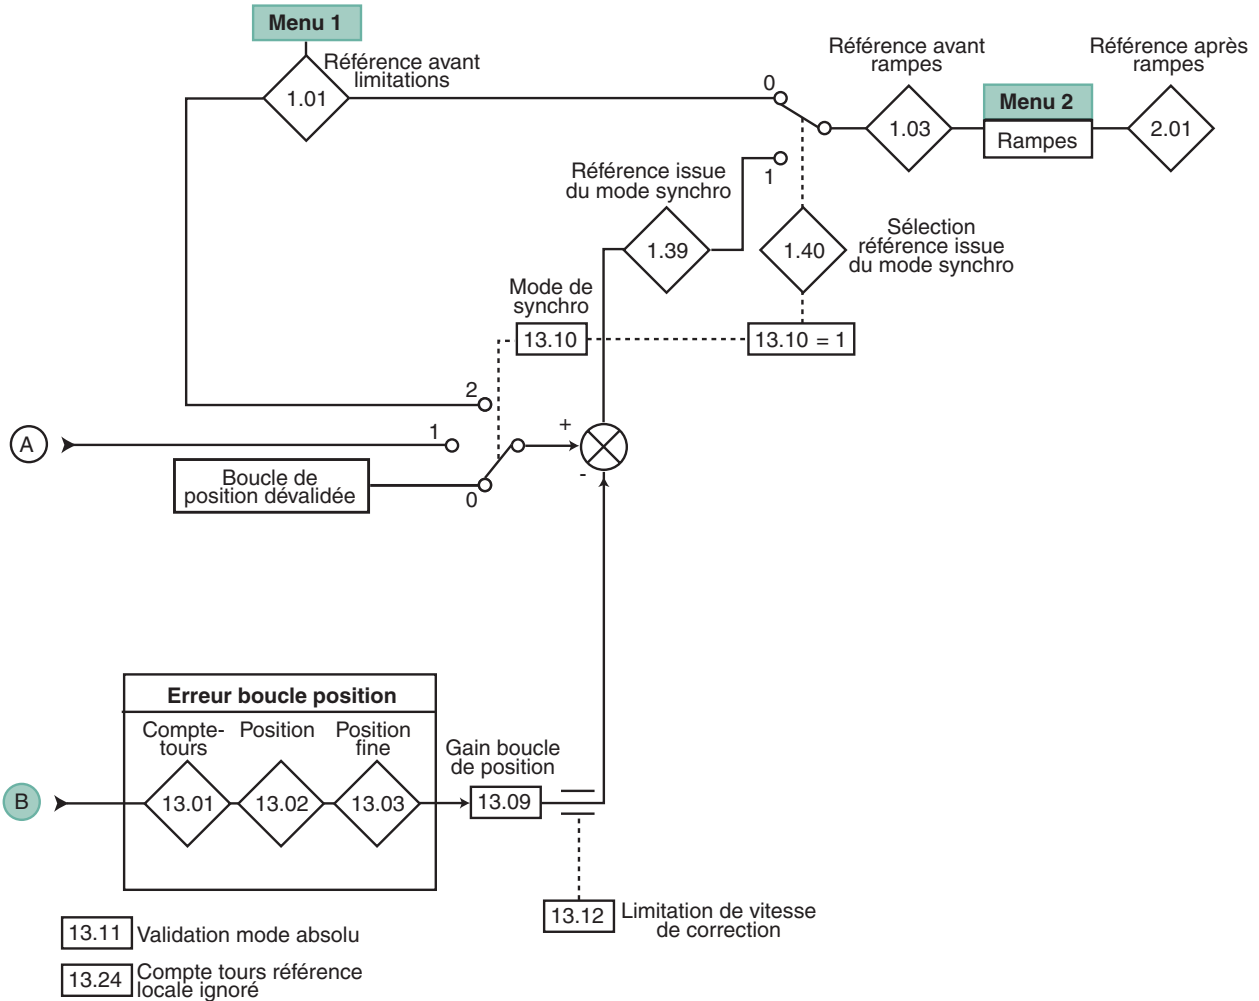 Menu 1
Référence avant
limitations
1.01
0
Référence avant
rampes
1.03
Menu 2
Rampes
Référence après
rampes
2.01
1
Référence issue
du mode synchro
1.39
1.40
Sélection
référence issue
du mode synchro
Mode de
synchro
13.10
13.10 = 1
2
A
1
+
-
Boucle de
position dévalidée
0
Erreur boucle position
Compte-
tours
Position
Position
fine
B
13.01
13.02
13.03
Gain boucle
de position
13.09
13.12
Limitation de vitesse
de correction
13.11
Validation mode absolu
13.24
Compte tours référence
locale ignoré